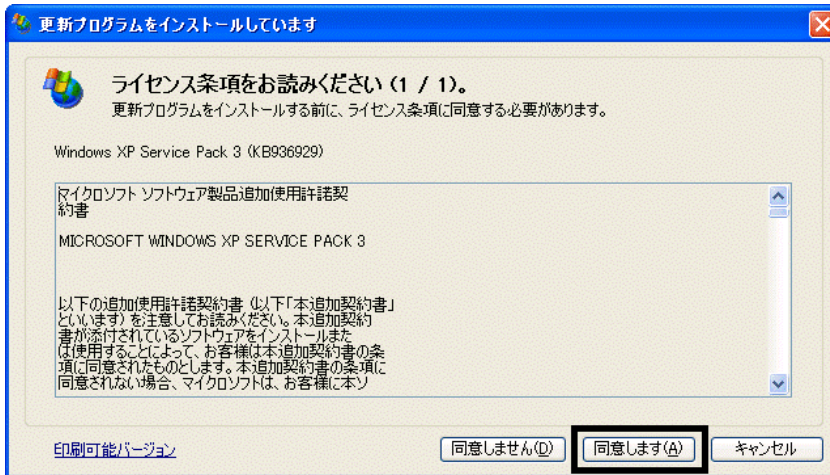 更新プログラムをインストールしています
ライセンス条項をお読みください (1 / 1)。
更新プログラムをインストールする前に、ライセンス条項に同意する必要があります。
Windows XP Service Pack 3 (KB936929)
マイクロソフト ソフトウェア製品追加使用許諾契
約書
MICROSOFT WINDOWS XP SERVICE PACK 3
以下の追加使用許諾契約書 (以下「本追加契約書」
といいます) を注意してお読みください。本追加契約
書が添付されているソフトウェアをインストールまた
は使用することによって、お客様は本追加契約書の条
項に同意されたものとします。本追加契約書の条項に
同意されない場合、マイクロソフトは、お客様に本ソ
印刷可能バージョン 同意しません(D) 同意します(A) キャンセル